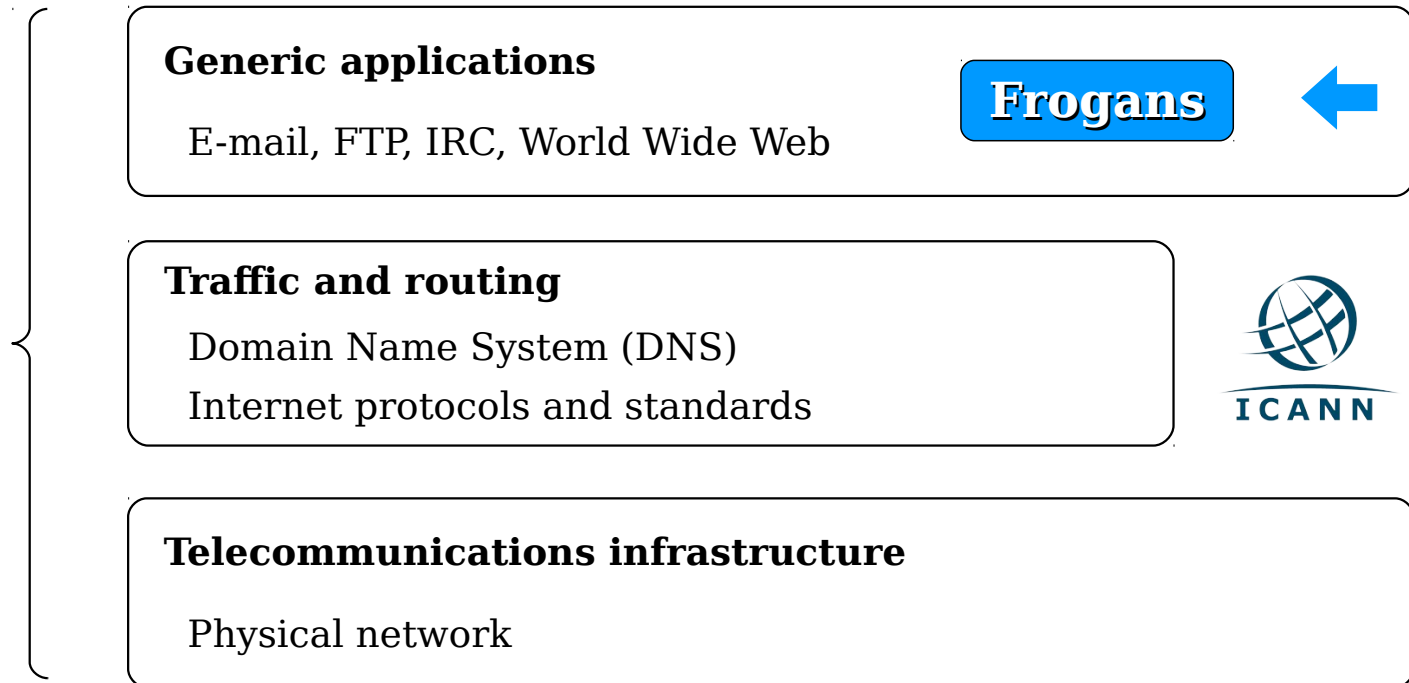 Generic applications
Frogans
E-mail, FTP, IRC, World Wide Web
Traffic and routing
Domain Name System (DNS)
Internet protocols and standards
ICANN
Telecommunications infrastructure
Physical network